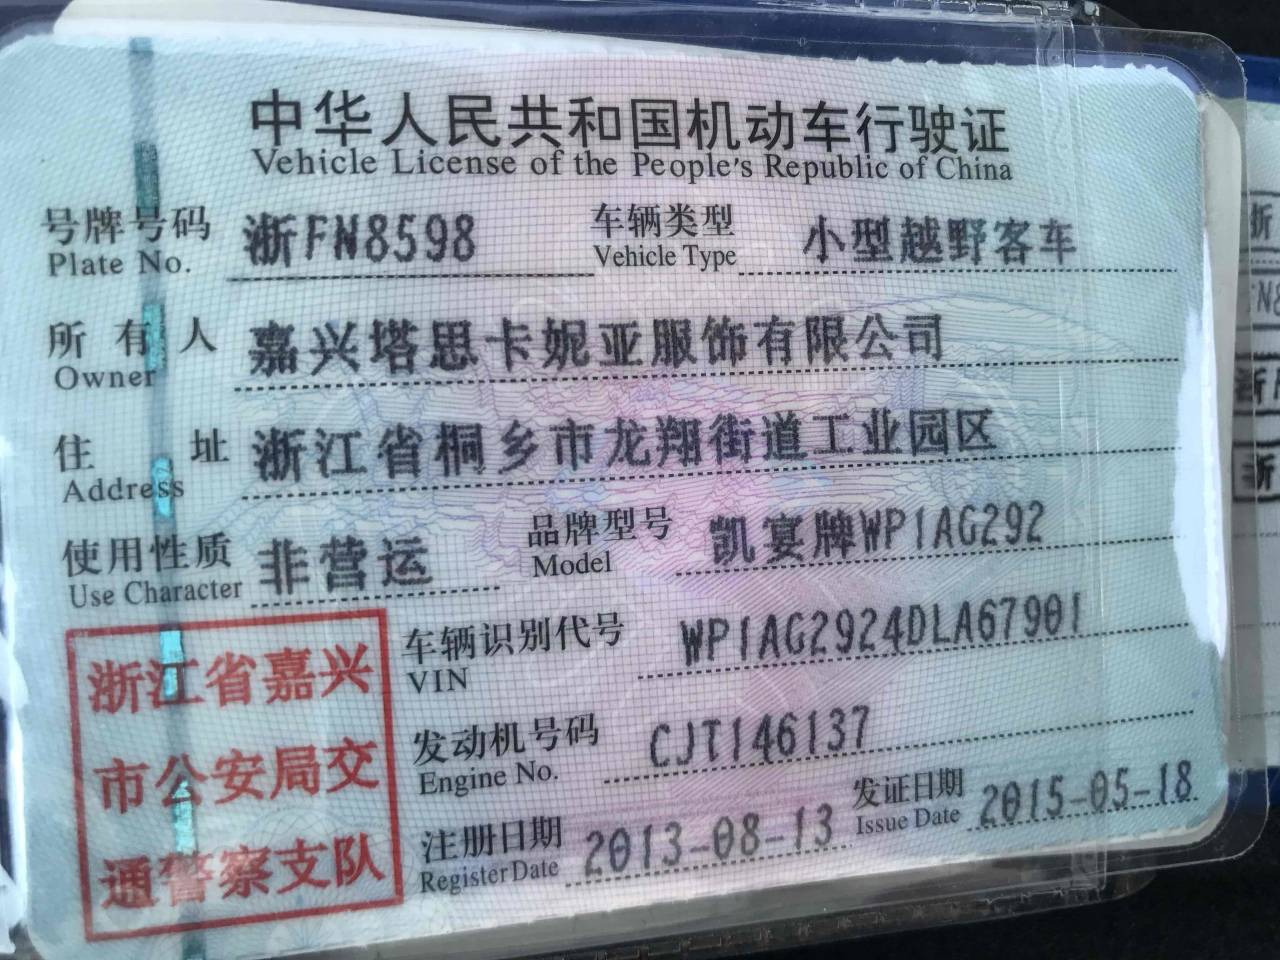 中华人民共和国机动车行驶证
Vehicle License of the People's Republic of China
号牌号码 浙FN8598 车辆类型 小型越野客车
Plate No. Vehicle Type
所有人 嘉兴塔思卡妮亚服饰有限公司
Owner
住址 浙江省桐乡市龙翔街道工业园区
Address
使用性质 非营运 品牌型号 凯宴牌WP1AG292
Use Character Model
车辆识别代号 WP1AG2924DLA67901
VIN
发动机号码 CJT146137
Engine No.
注册日期 2013-08-13 发证日期 2015-05-18
Register Date Issue Date
浙江省嘉兴
市公安局交
通警察支队
浙
浙
浙